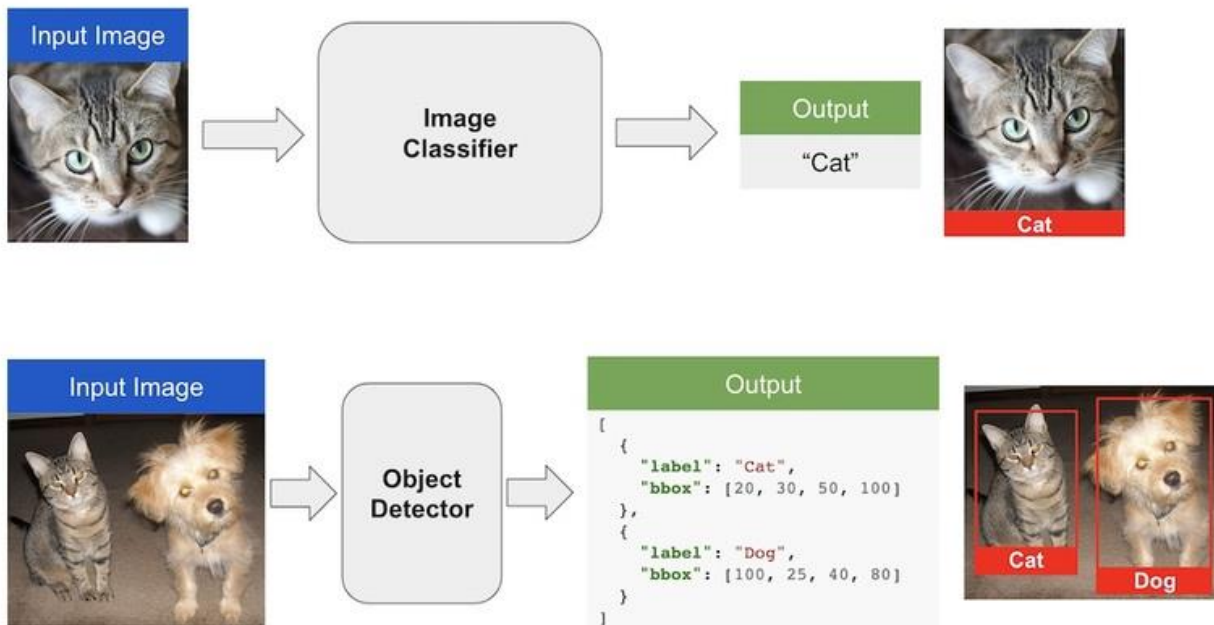 Input Image
Image
Classifier
Output
“Cat”
Cat
Input Image
Object
Detector
Output
[
{
"label": "Cat",
"bbox": [20, 30, 50, 100]
},
{
"label": "Dog",
"bbox": [100, 25, 40, 80]
}
]
Cat
Dog